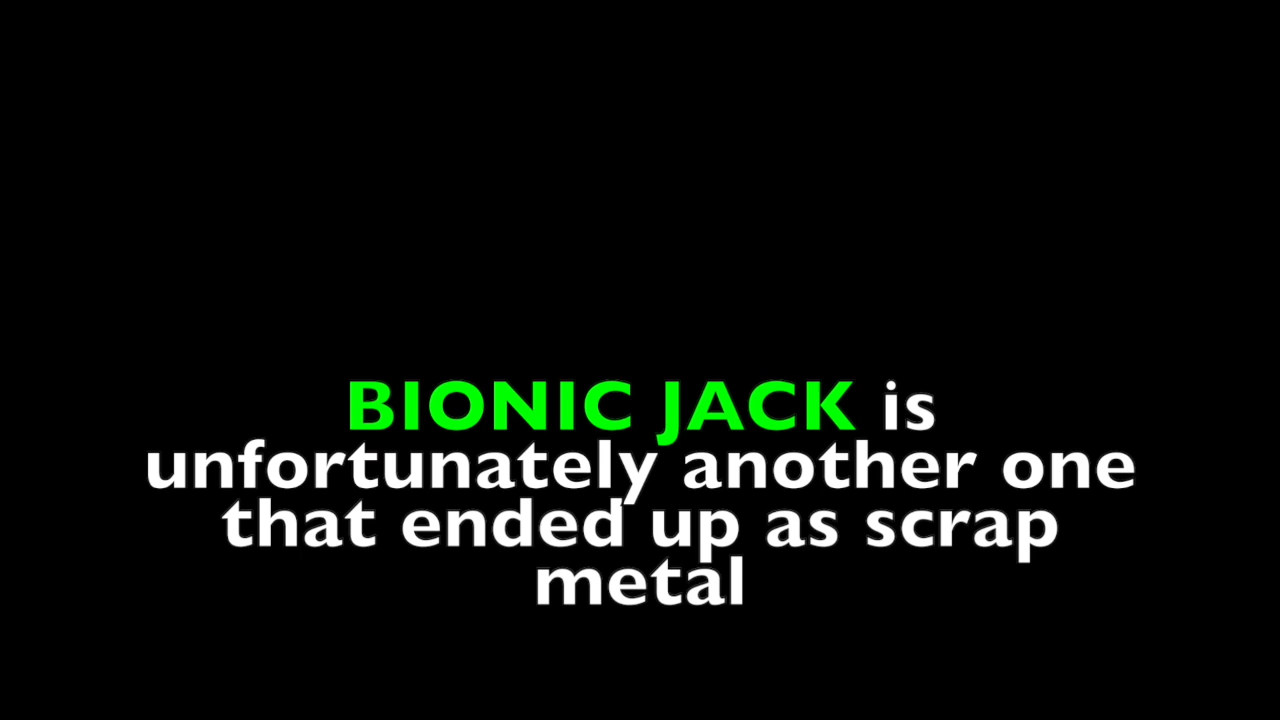 BIONIC JACK is
unfortunately another one
that ended up as scrap
metal